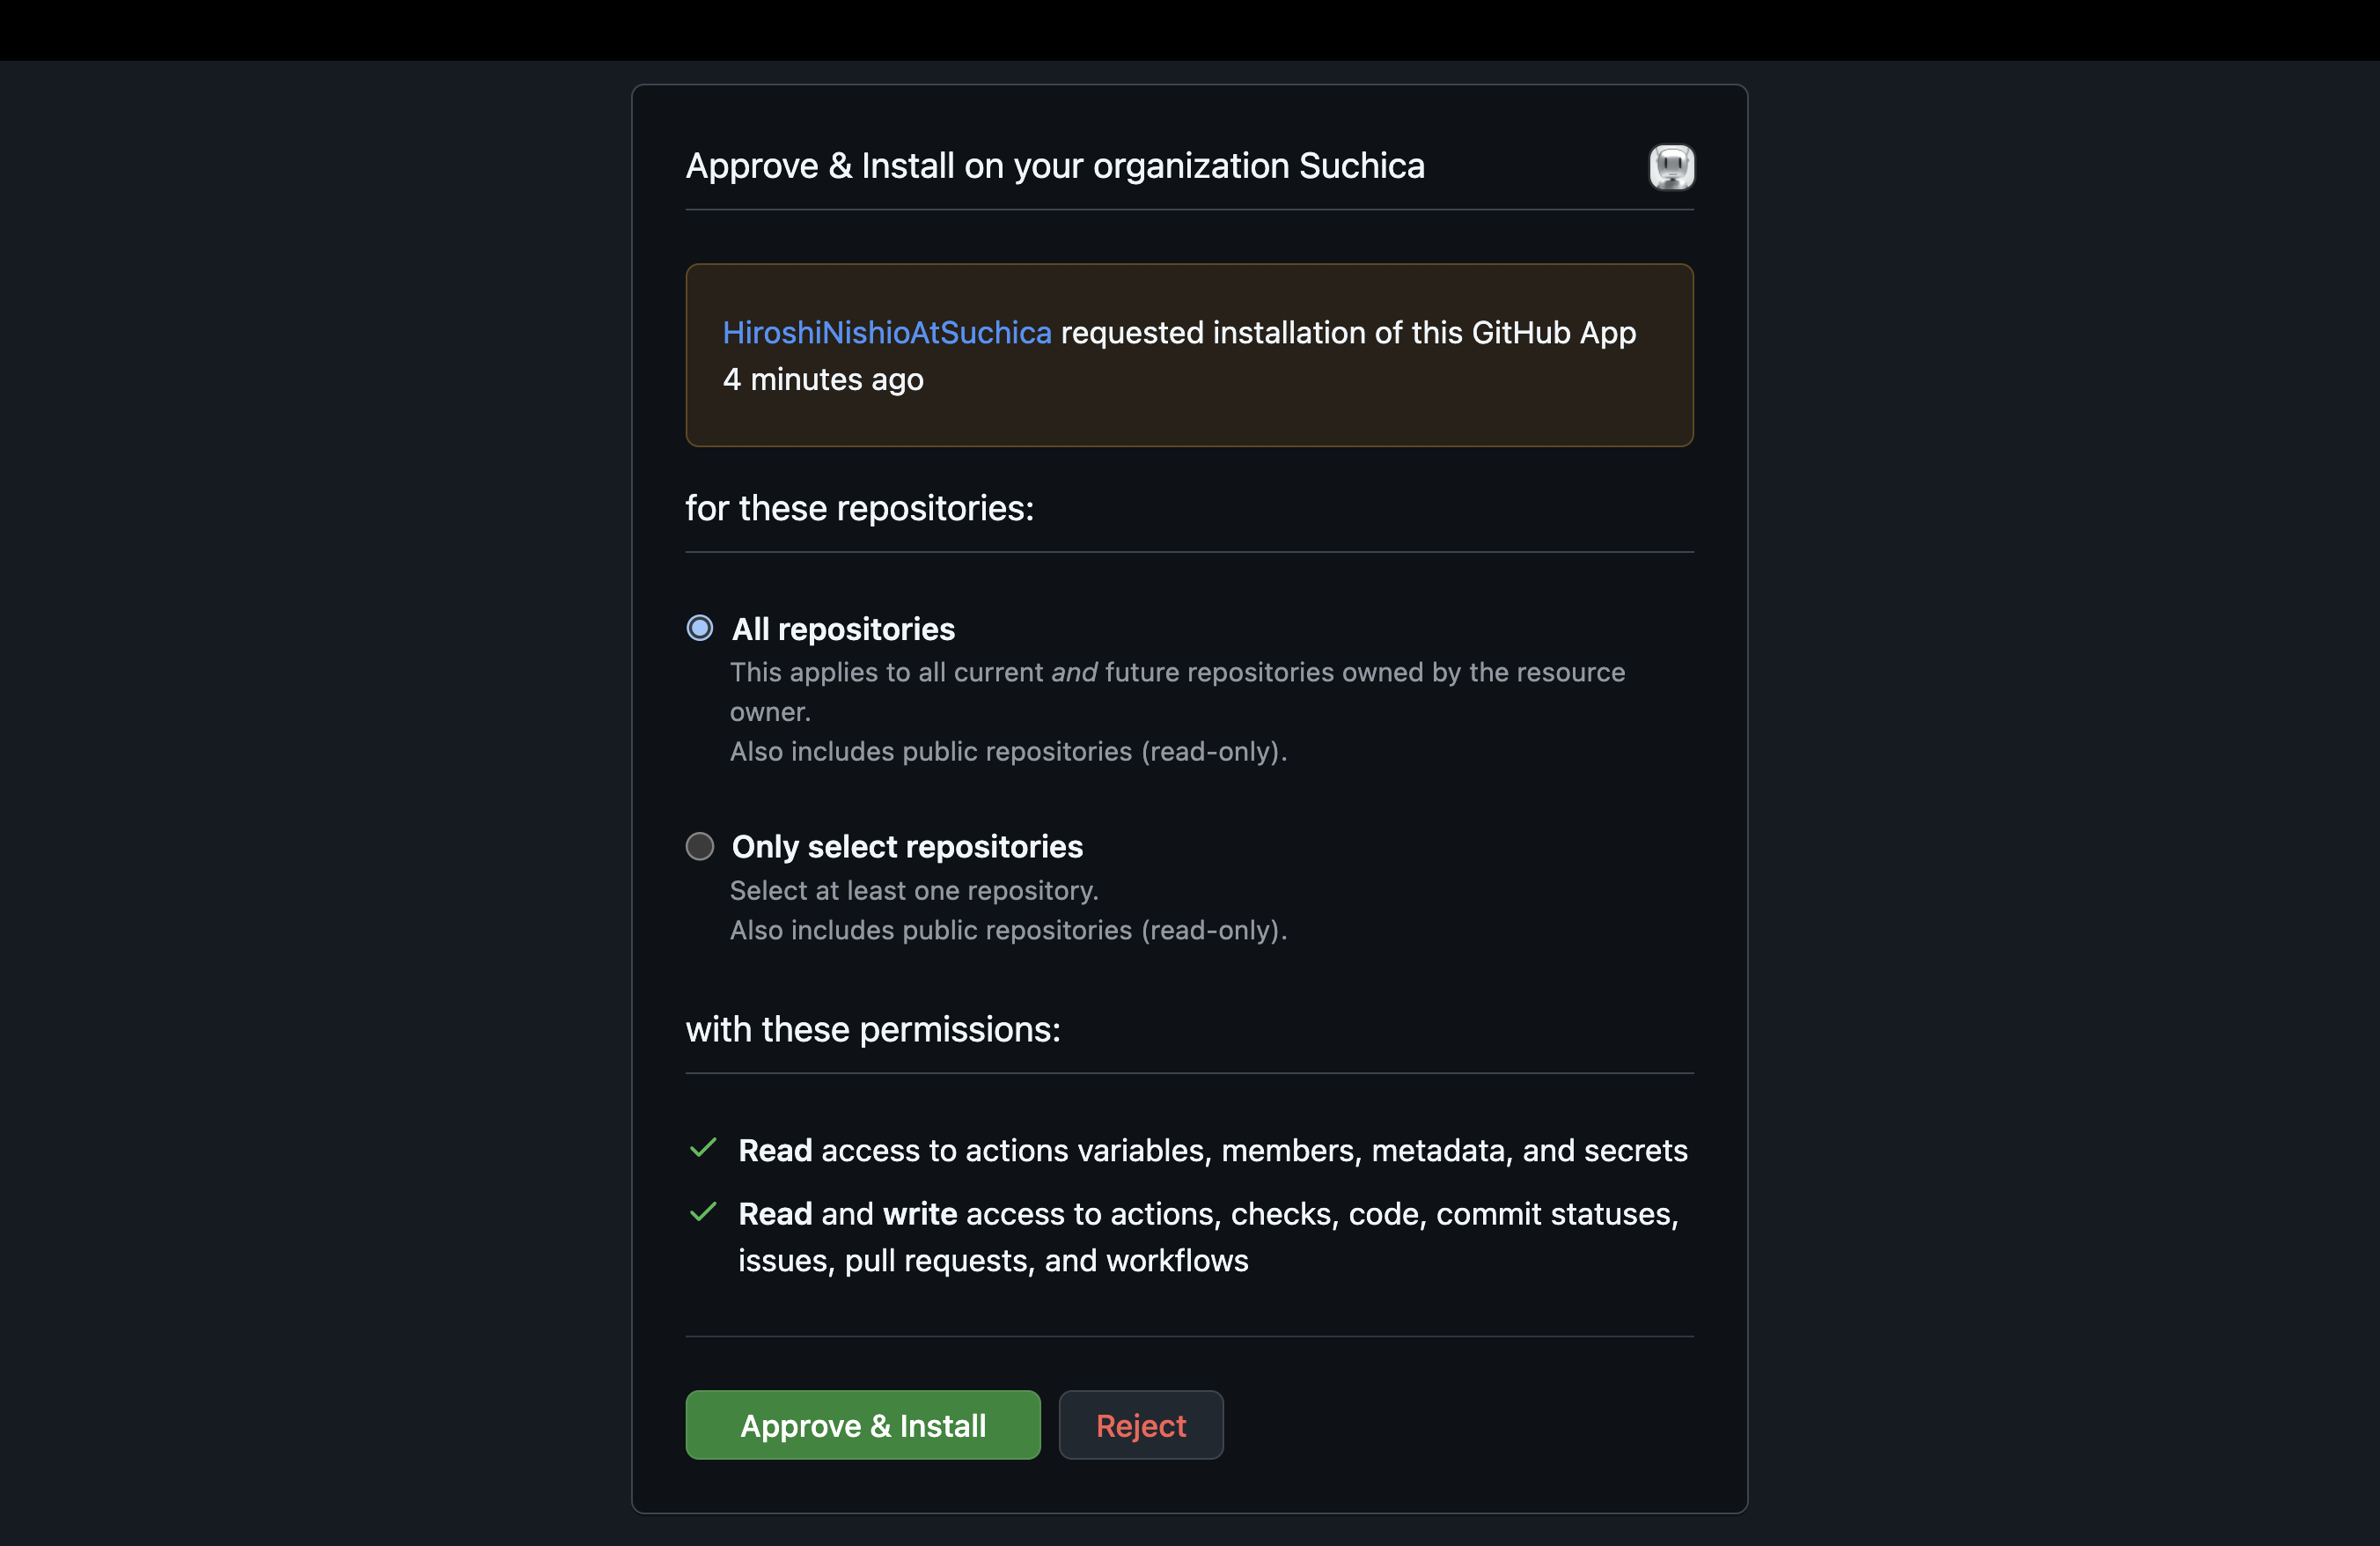 Approve & Install on your organization Suchica
HiroshiNishioAtSuchica requested installation of this GitHub App
4 minutes ago
for these repositories:
All repositories
This applies to all current and future repositories owned by the resource
owner.
Also includes public repositories (read-only).
Only select repositories
Select at least one repository.
Also includes public repositories (read-only).
with these permissions:
Read access to actions variables, members, metadata, and secrets
Read and write access to actions, checks, code, commit statuses,
issues, pull requests, and workflows
Approve & Install
Reject